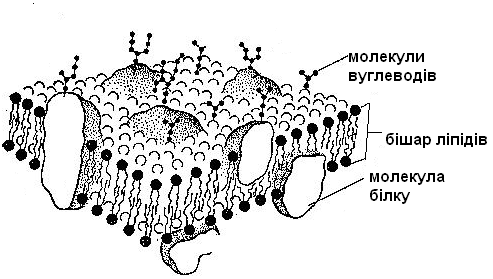 молекули
вуглеводів
бішар ліпідів
молекула
білку